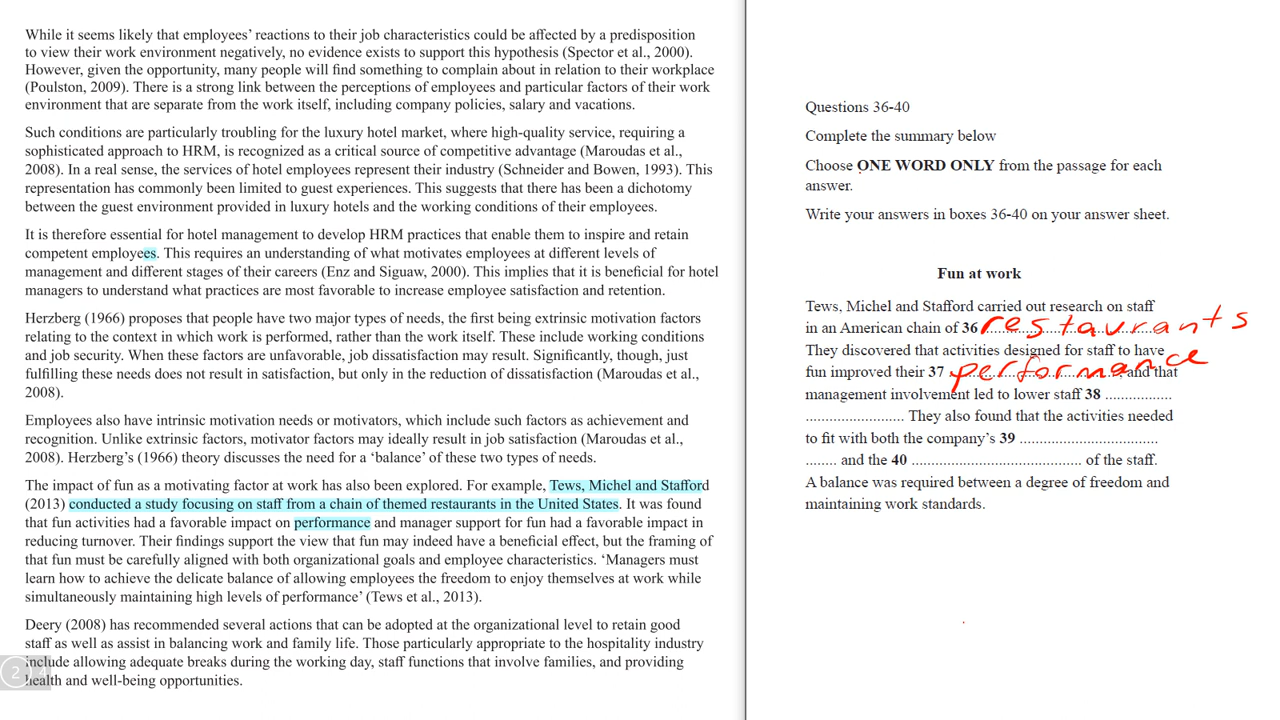 While it seems likely that employees' reactions to their job characteristics could be affected by a predisposition
to view their work environment negatively, no evidence exists to support this hypothesis (Spector et al., 2000).
However, given the opportunity, many people will find something to complain about in relation to their workplace
(Poulston, 2009). There is a strong link between the perceptions of employees and particular factors of their work
environment that are separate from the work itself, including company policies, salary and vacations.
Such conditions are particularly troubling for the luxury hotel market, where high-quality service, requiring a
sophisticated approach to HRM, is recognized as a critical source of competitive advantage (Maroudas et al.,
2008). In a real sense, the services of hotel employees represent their industry (Schneider and Bowen, 1993). This
representation has commonly been limited to guest experiences. This suggests that there has been a dichotomy
between the guest environment provided in luxury hotels and the working conditions of their employees.
It is therefore essential for hotel management to develop HRM practices that enable them to inspire and retain
competent employees. This requires an understanding of what motivates employees at different levels of
management and different stages of their careers (Enz and Siguaw, 2000). This implies that it is beneficial for hotel
managers to understand what practices are most favorable to increase employee satisfaction and retention.
Herzberg (1966) proposes that people have two major types of needs, the first being extrinsic motivation factors
relating to the context in which work is performed, rather than the work itself. These include working conditions
and job security. When these factors are unfavorable, job dissatisfaction may result. Significantly, though, just
fulfilling these needs does not result in satisfaction, but only in the reduction of dissatisfaction (Maroudas et al.,
2008).
Employees also have intrinsic motivation needs or motivators, which include such factors as achievement and
recognition. Unlike extrinsic factors, motivator factors may ideally result in job satisfaction (Maroudas et al.,
2008). Herzberg's (1966) theory discusses the need for a 'balance' of these two types of needs.
The impact of fun as a motivating factor at work has also been explored. For example, Tews, Michel and Stafford
(2013) conducted a study focusing on staff from a chain of themed restaurants in the United States. It was found
that fun activities had a favorable impact on performance and manager support for fun had a favorable impact in
reducing turnover. Their findings support the view that fun may indeed have a beneficial effect, but the framing of
that fun must be carefully aligned with both organizational goals and employee characteristics. 'Managers must
learn how to achieve the delicate balance of allowing employees the freedom to enjoy themselves at work while
simultaneously maintaining high levels of performance' (Tews et al., 2013).
Deery (2008) has recommended several actions that can be adopted at the organizational level to retain good
staff as well as assist in balancing work and family life. Those particularly appropriate to the hospitality industry
include allowing adequate breaks during the working day, staff functions that involve families, and providing
health and well-being opportunities.
Questions 36-40
Complete the summary below
Choose ONE WORD ONLY from the passage for each
answer.
Write your answers in boxes 36-40 on your answer sheet.
Fun at work
Tews, Michel and Stafford carried out research on staff
in an American chain of 36 restaurants
They discovered that activities designed for staff to have
fun improved their 37 performance, and that
management involvement led to lower staff 38 ................
....................... They also found that the activities needed
to fit with both the company's 39 .................................
........ and the 40 ......................................... of the staff.
A balance was required between a degree of freedom and
maintaining work standards.